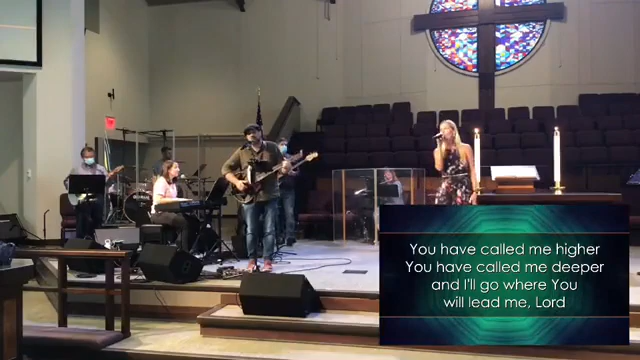 You have called me higher
You have called me deeper
and I'll go where You
will lead me, Lord